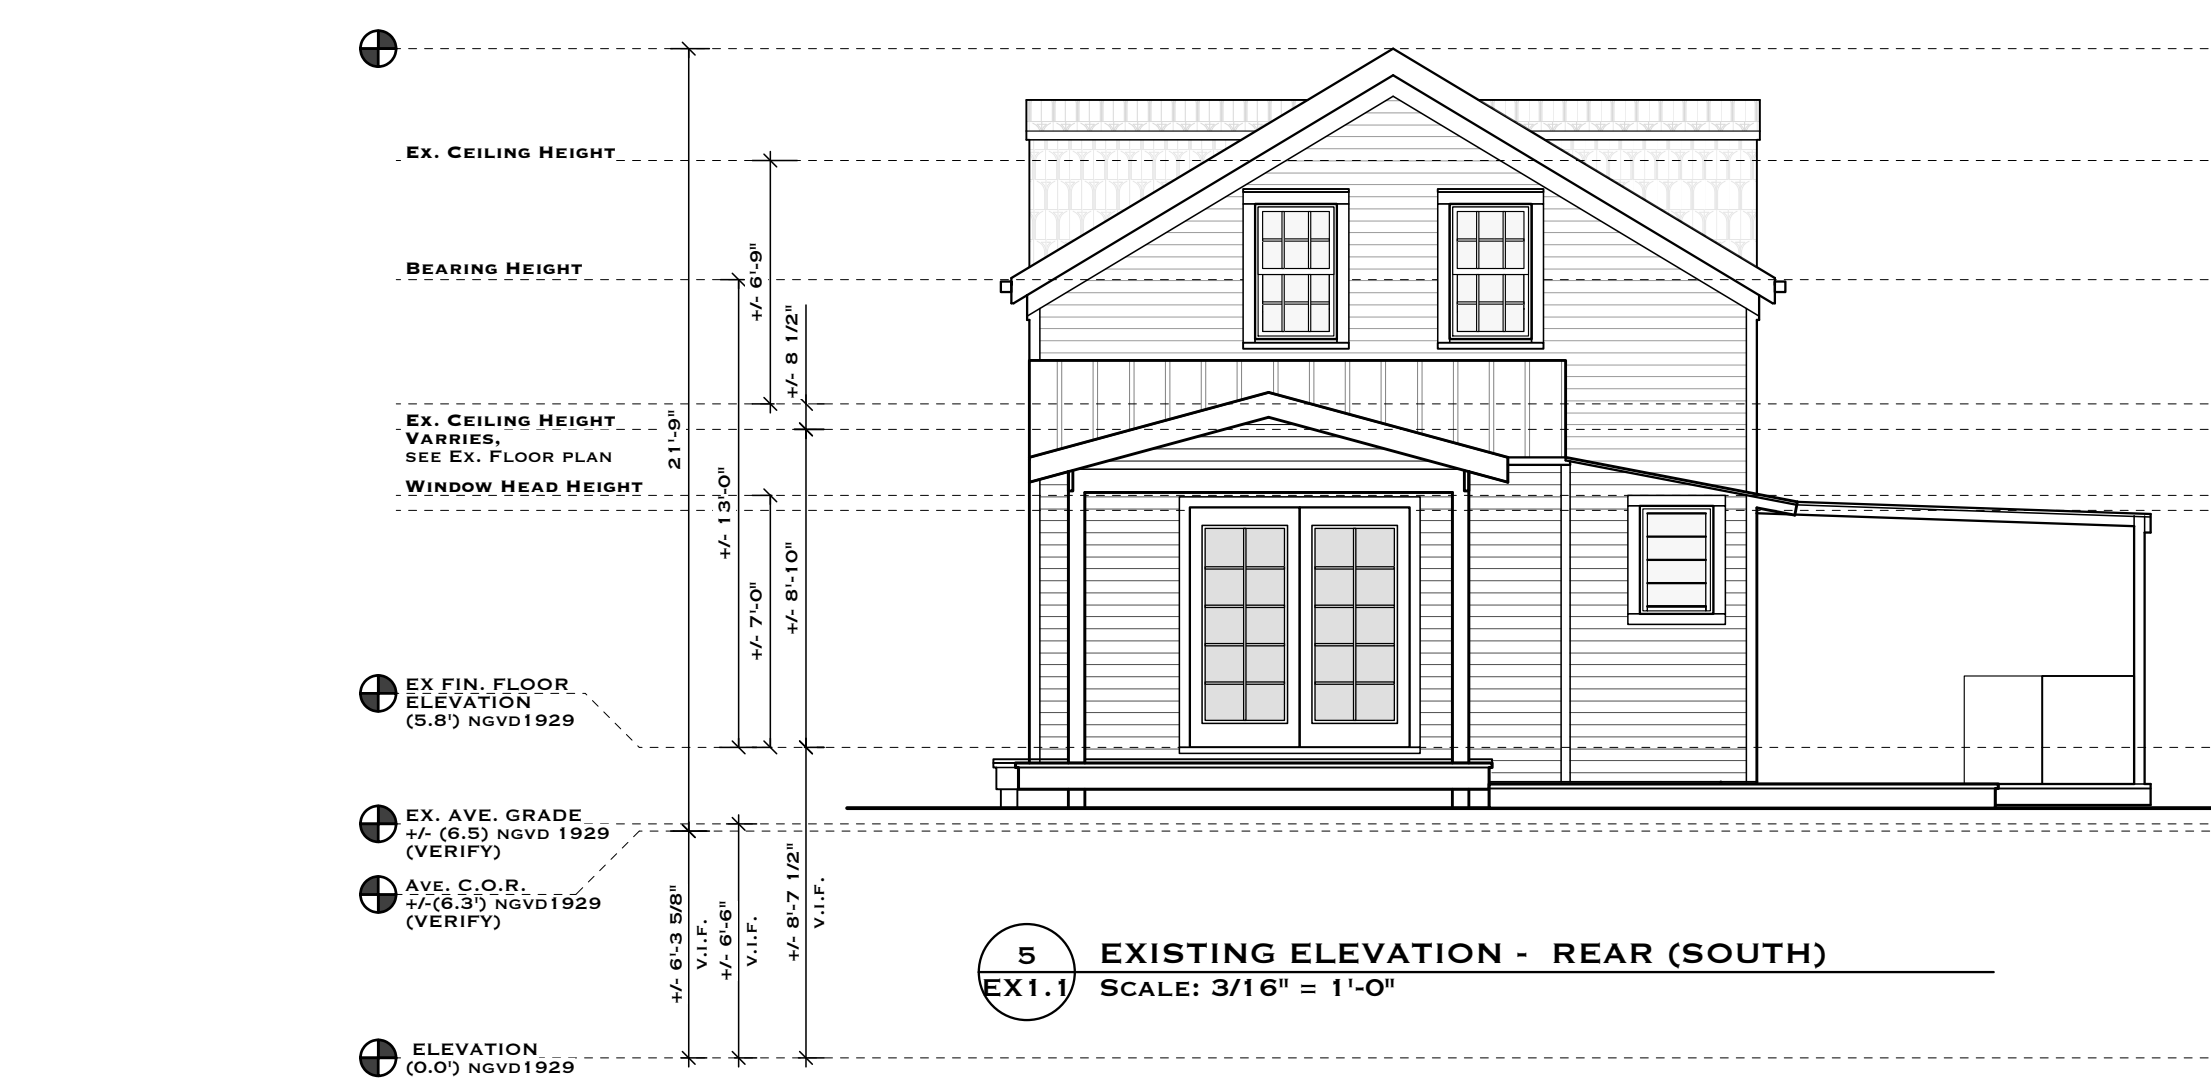 Ex. Ceiling Height
Bearing Height
Ex. Ceiling Height
Varries,
see Ex. Floor plan
Window Head Height
EX FIN. FLOOR
ELEVATION
(5.8') NGVD1929
EX. AVE. GRADE
+/- (6.5) NGVD 1929
(VERIFY)
Ave. C.O.R.
+/-(6.3') NGVD1929
(VERIFY)
ELEVATION
(0.0') NGVD1929
21'-9"
+/- 13'-0"
+/- 6'-9"
+/- 8 1/2"
+/- 7'-0"
+/- 8'-10"
+/- 6'-3 5/8"
V.I.F.
+/- 6'-6"
V.I.F.
+/- 8'-7 1/2"
V.I.F.
5
EX1.1
EXISTING ELEVATION - REAR (SOUTH)
Scale: 3/16" = 1'-0"